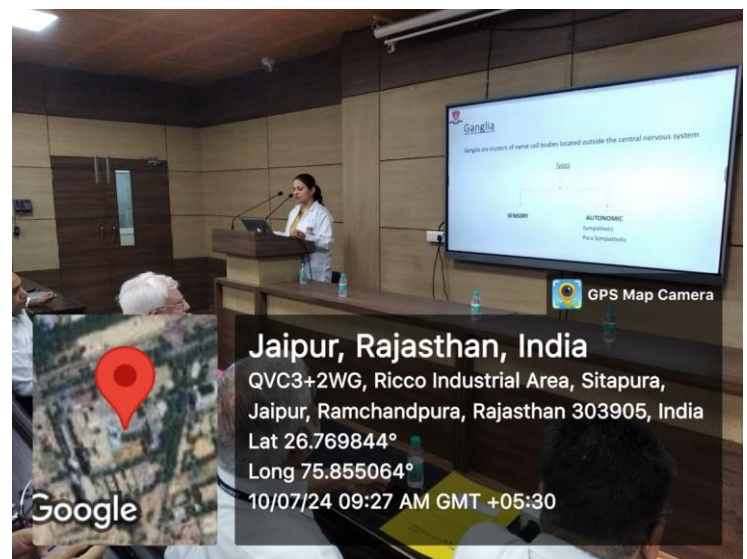 Ganglia
Ganglia are clusters of nerve cell bodies located outside the central nervous system
Types
SENSORY
AUTONOMIC
Sympathetic
Para Sympathetic
GPS Map Camera
Jaipur, Rajasthan, India
QVC3+2WG, Ricco Industrial Area, Sitapura,
Jaipur, Ramchandpura, Rajasthan 303905, India
Lat 26.769844°
Long 75.855064°
10/07/24 09:27 AM GMT +05:30
Google